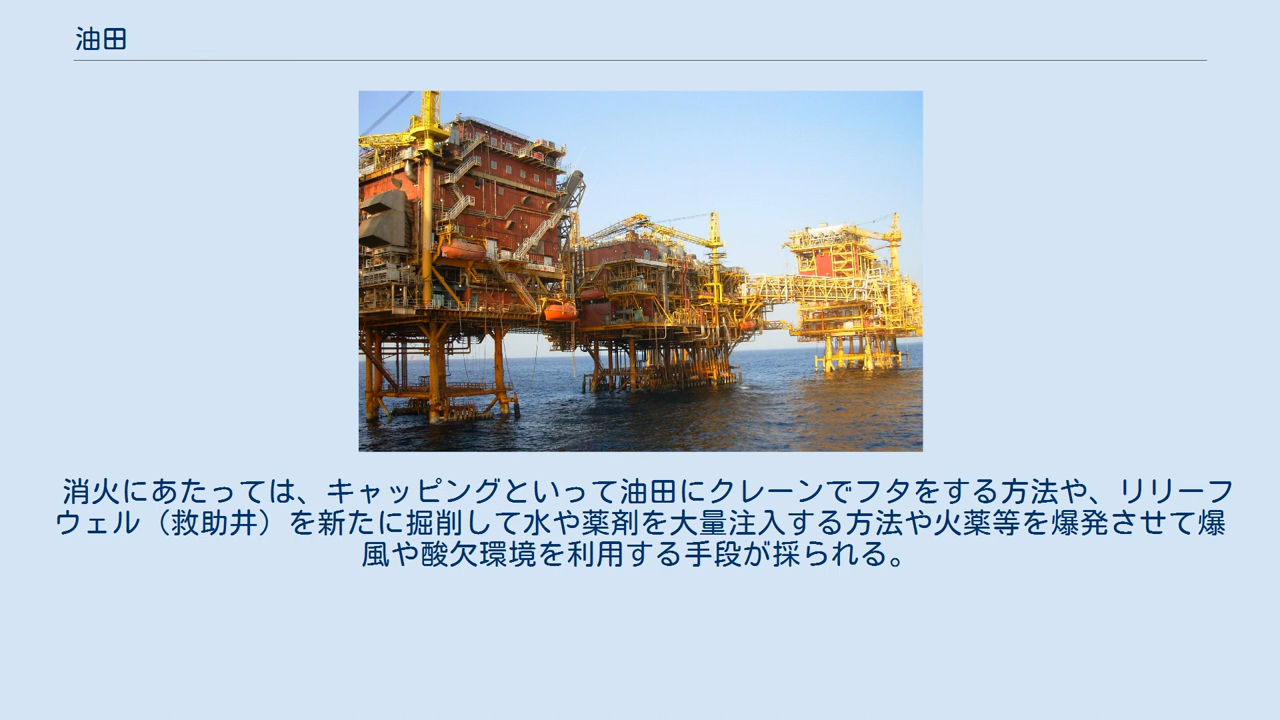 油田
消火にあたっては、キャッピングといって油田にクレーンでフタをする方法や、リリーフ
ウェル（救助井）を新たに掘削して水や薬剤を大量注入する方法や火薬等を爆発させて爆
風や酸欠環境を利用する手段が採られる。